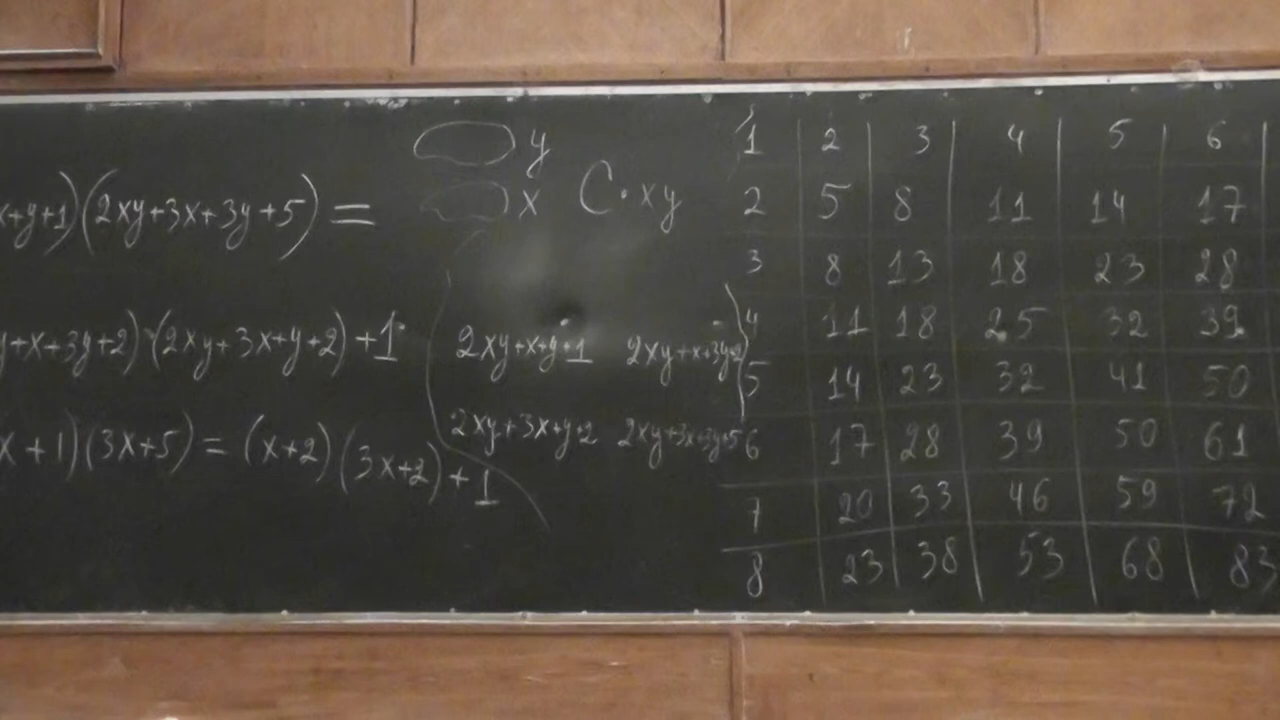 y
x C·xy
x+y+1)(2xy+3x+3y+5) =
y+x+3y+2)·(2xy+3x+y+2)+1
x+1)(3x+5) = (x+2)(3x+2)+1
2xy+x+y+1 2xy+x+3y+2
2xy+3x+y+2 2xy+3x+3y+5
1 2 3 4 5 6
2 5 8 11 14 17
3 8 13 18 23 28
4 11 18 25 32 39
5 14 23 32 41 50
6 17 28 39 50 61
7 20 33 46 59 72
8 23 38 53 68 83